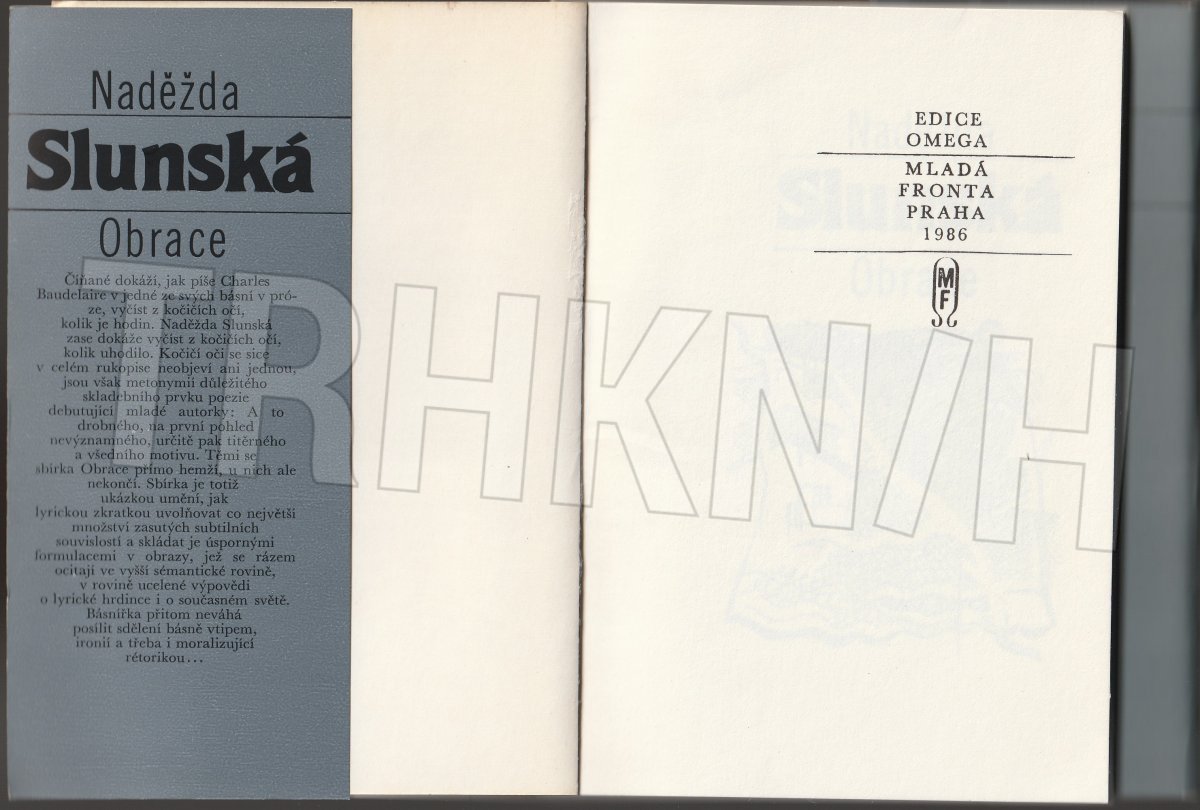 Naděžda
Slunská
Obrace
Číňané dokáží, jak píše Charles
Baudelaire v jedné ze svých básní v pró-
ze, vyčíst z kočičích očí,
kolik je hodin. Naděžda Slunská
zase dokáže vyčíst z kočičích očí,
kolik uhodilo. Kočičí oči se sice
v celém rukopise neobjeví ani jednou,
jsou však metonymií důležitého
skladebního prvku poezie
debutující mladé autorky: A to
drobného, na první pohled
nevýznamného, určitě pak titěrného
a všedního motivu. Těmi se
sbírka Obrace přímo hemží, u nich ale
nekončí. Sbírka je totiž
ukázkou umění, jak
lyrickou zkratkou uvolňovat co největší
množství zasutých subtilních
souvislostí a skládat je úspornými
formulacemi v obrazy, jež se rázem
ocitají ve vyšší sémantické rovině,
v rovině ucelené výpovědi
o lyrické hrdince i o současném světě.
Básnířka přitom neváhá
posílit sdělení básně vtipem,
ironií a třeba i moralizující
rétorikou...
EDICE
OMEGA
MLADÁ
FRONTA
PRAHA
1986
MF
TRHKNIH